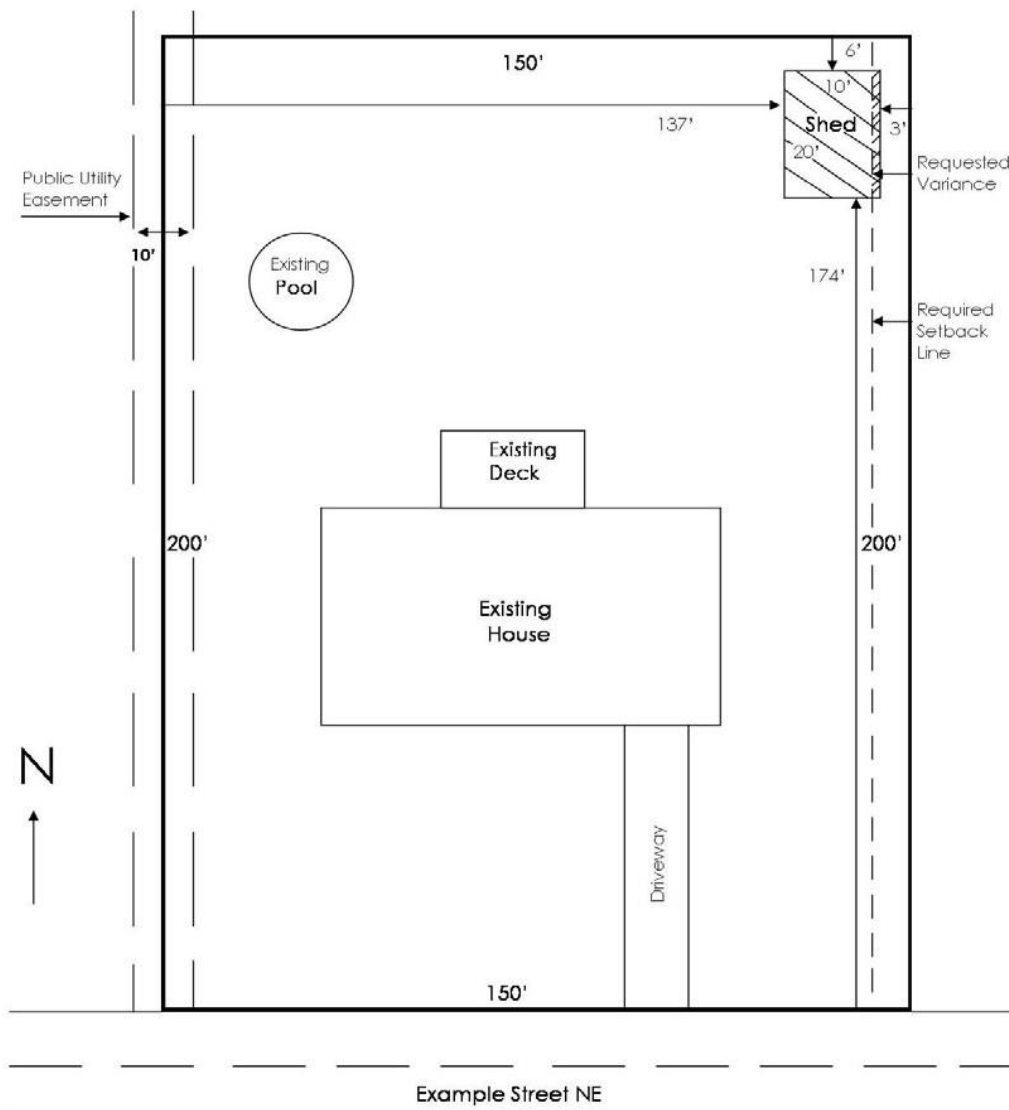 150'
6'
10'
137'
Shed
3'
20'
Public Utility
Easement
Requested
Variance
10'
Existing
Pool
174'
Required
Setback
Line
Existing
Deck
200'
200'
Existing
House
N
Driveway
150'
Example Street NE